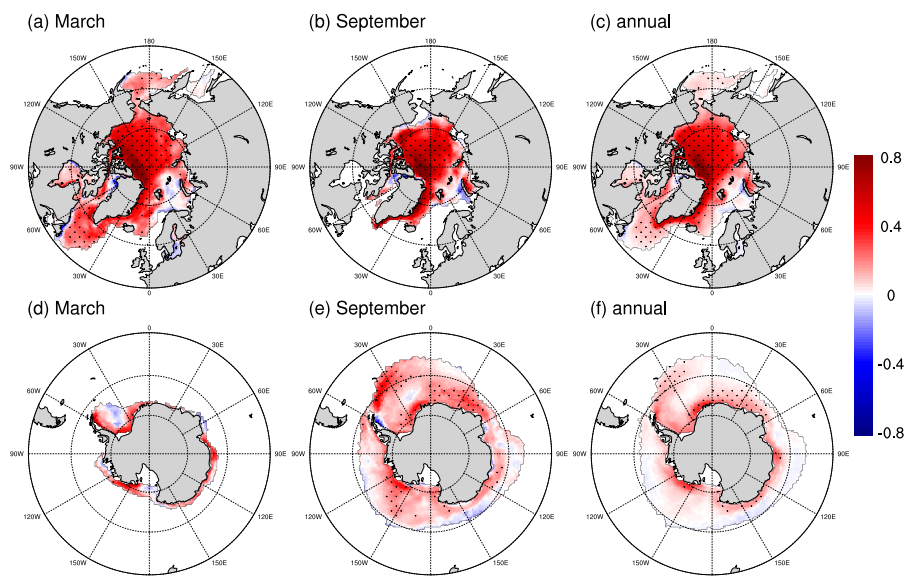 (a) March
(b) September
(c) annual
180 180 180
150W 150E 150W 150E 150W 150E
120W 120E 120W 120E 120W 120E
90W 90E 90W 90E 90W 90E
60W 60E 60W 60E 60W 60E
30W 30E 30W 30E 30W 30E
0 0 0
(d) March
(e) September
(f) annual
0 0 0
30W 30E 30W 30E 30W 30E
60W 60E 60W 60E 60W 60E
90W 90E 90W 90E 90W 90E
120W 120E 120W 120E 120W 120E
150W 150E 150W 150E 150W 150E
180 180 180
0.8
0.4
0
-0.4
-0.8